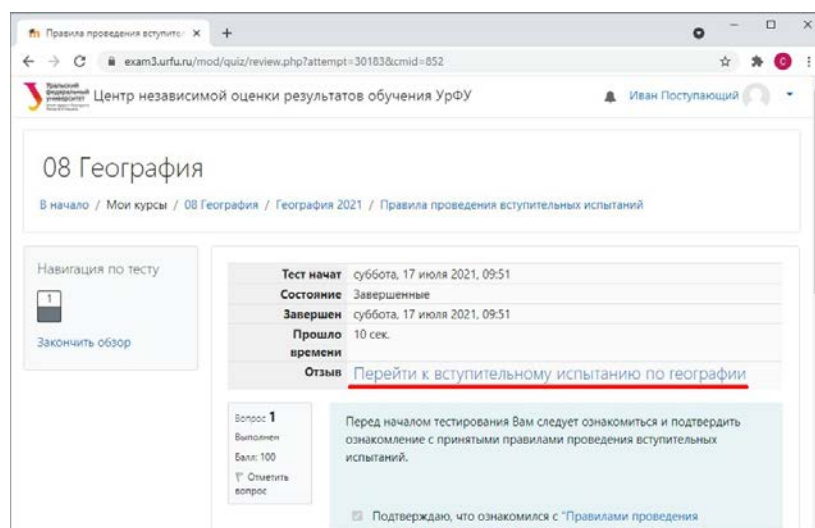 Правила проведения вступител
exam3.urfu.ru/mod/quiz/review.php?attempt=30183&cmid=852
C
Уральский федеральный университет
Центр независимой оценки результатов обучения УрФУ
Иван Поступающий
08 География
В начало / Мои курсы / 08 География / География 2021 / Правила проведения вступительных испытаний
Навигация по тесту
1
Закончить обзор
Тест начат суббота, 17 июля 2021, 09:51
Состояние Завершенные
Завершен суббота, 17 июля 2021, 09:51
Прошло 10 сек.
времени
Отзыв Перейти к вступительному испытанию по географии
Вопрос 1
Выполнен
Балл: 100
Отметить
вопрос
Перед началом тестирования Вам следует ознакомиться и подтвердить
ознакомление с принятыми правилами проведения вступительных
испытаний.
Подтверждаю, что ознакомился с "Правилами проведения